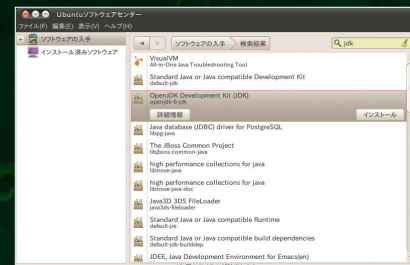 Ubuntuソフトウェアセンター
ファイル(F) 編集(E) 表示(V) ヘルプ(H)
ソフトウェアの入手
インストール済みソフトウェア
ソフトウェアの入手 検索結果
jdk
VisualVM
All-in-One Java Troubleshooting Tool
Standard Java or Java compatible Development Kit
default-jdk
OpenJDK Development Kit (JDK)
openjdk-6-jdk
詳細情報 インストール
Java database (JDBC) driver for PostgreSQL
libpg-java
The JBoss Common Project
libjboss-common-java
high performance collections for java
libtrove-java
high performance collections for java
libtrove-java-doc
Java3D 3DS FileLoader
java3ds-fileloader
Standard Java or Java compatible Runtime
default-jre
Standard Java or Java compatible build dependencies
default-jdk-builddep
JDEE, Java Development Environment for Emacs(en)